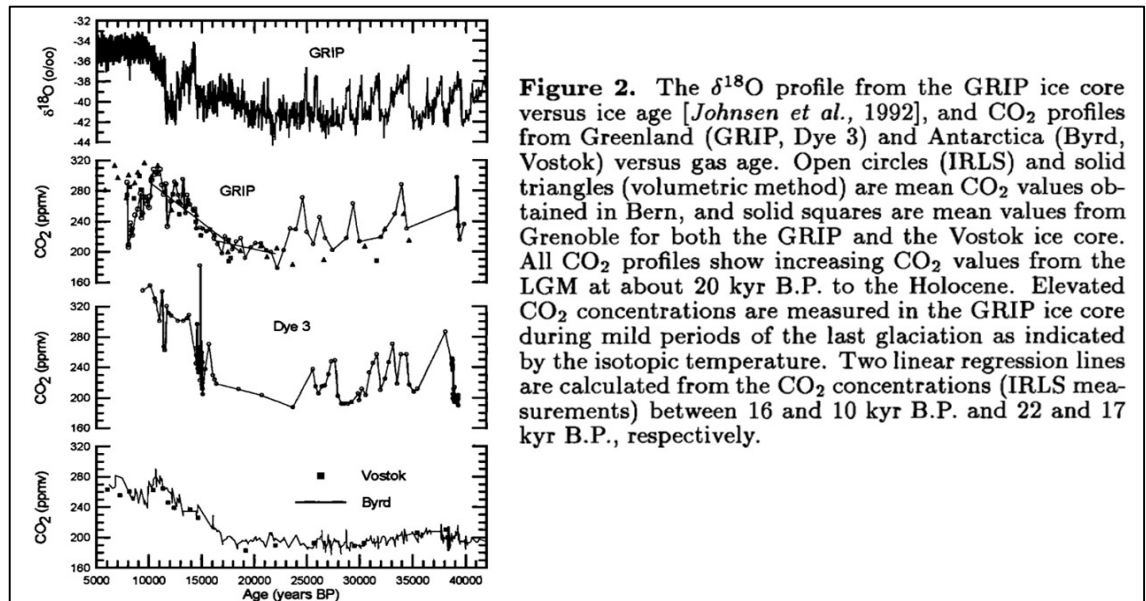 -32
-34
-36
-38
-40
-42
-44
δ18O (o/oo)
GRIP
320
280
240
200
160
CO2 (ppmv)
GRIP
320
280
240
200
160
CO2 (ppmv)
Dye 3
320
280
240
200
160
CO2 (ppmv)
Vostok
Byrd
5000 10000 15000 20000 25000 30000 35000 40000
Age (years BP)
Figure 2. The δ18O profile from the GRIP ice core
versus ice age [Johnsen et al., 1992], and CO2 profiles
from Greenland (GRIP, Dye 3) and Antarctica (Byrd,
Vostok) versus gas age. Open circles (IRLS) and solid
triangles (volumetric method) are mean CO2 values ob-
tained in Bern, and solid squares are mean values from
Grenoble for both the GRIP and the Vostok ice core.
All CO2 profiles show increasing CO2 values from the
LGM at about 20 kyr B.P. to the Holocene. Elevated
CO2 concentrations are measured in the GRIP ice core
during mild periods of the last glaciation as indicated
by the isotopic temperature. Two linear regression lines
are calculated from the CO2 concentrations (IRLS mea-
surements) between 16 and 10 kyr B.P. and 22 and 17
kyr B.P., respectively.